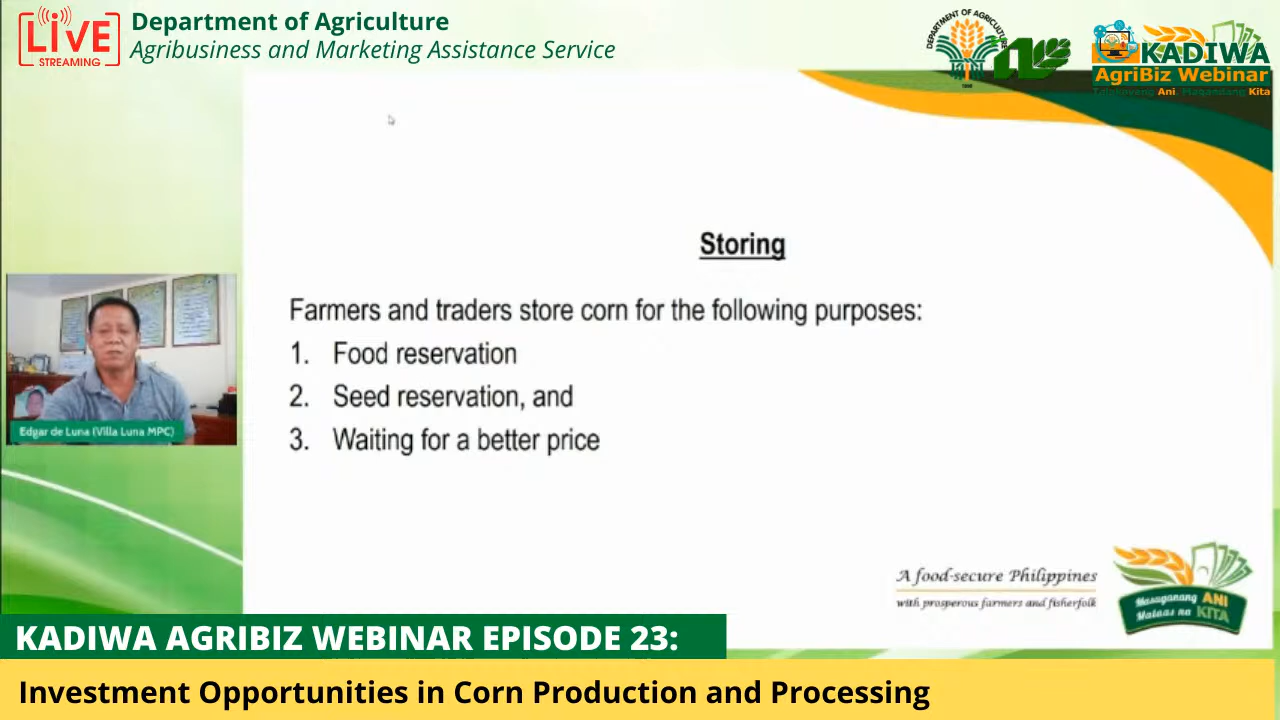 LIVE
STREAMING
Department of Agriculture
Agribusiness and Marketing Assistance Service
DEPARTMENT OF AGRICULTURE
KADIWA
AgriBiz Webinar
Ani. Magandang Kita
Storing
Farmers and traders store corn for the following purposes:
1. Food reservation
2. Seed reservation, and
3. Waiting for a better price
Edgar de Luna (Villa Luna MPC)
A food-secure Philippines
with prosperous farmers and fisherfolk
Masaganang ANI
Mataas na KITA
KADIWA AGRIBIZ WEBINAR EPISODE 23:
Investment Opportunities in Corn Production and Processing